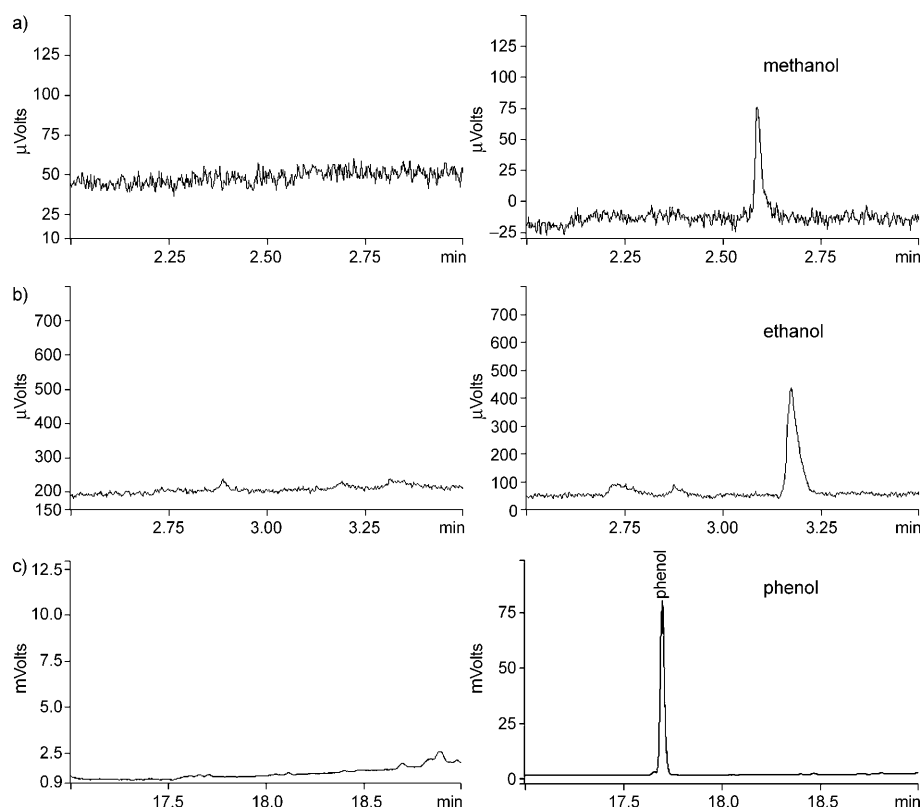 a)
125
100
75
50
25
10
µVolts
2.25 2.50 2.75 min
methanol
125
100
75
50
25
0
−25
µVolts
2.25 2.50 2.75 min
b)
700
600
500
400
300
200
150
µVolts
2.75 3.00 3.25 min
ethanol
700
600
500
400
300
200
100
0
µVolts
2.75 3.00 3.25 min
c)
12.5
10.0
7.5
5.0
2.5
0.9
mVolts
17.5 18.0 18.5 min
phenol
phenol
75
50
25
0
mVolts
17.5 18.0 18.5 min